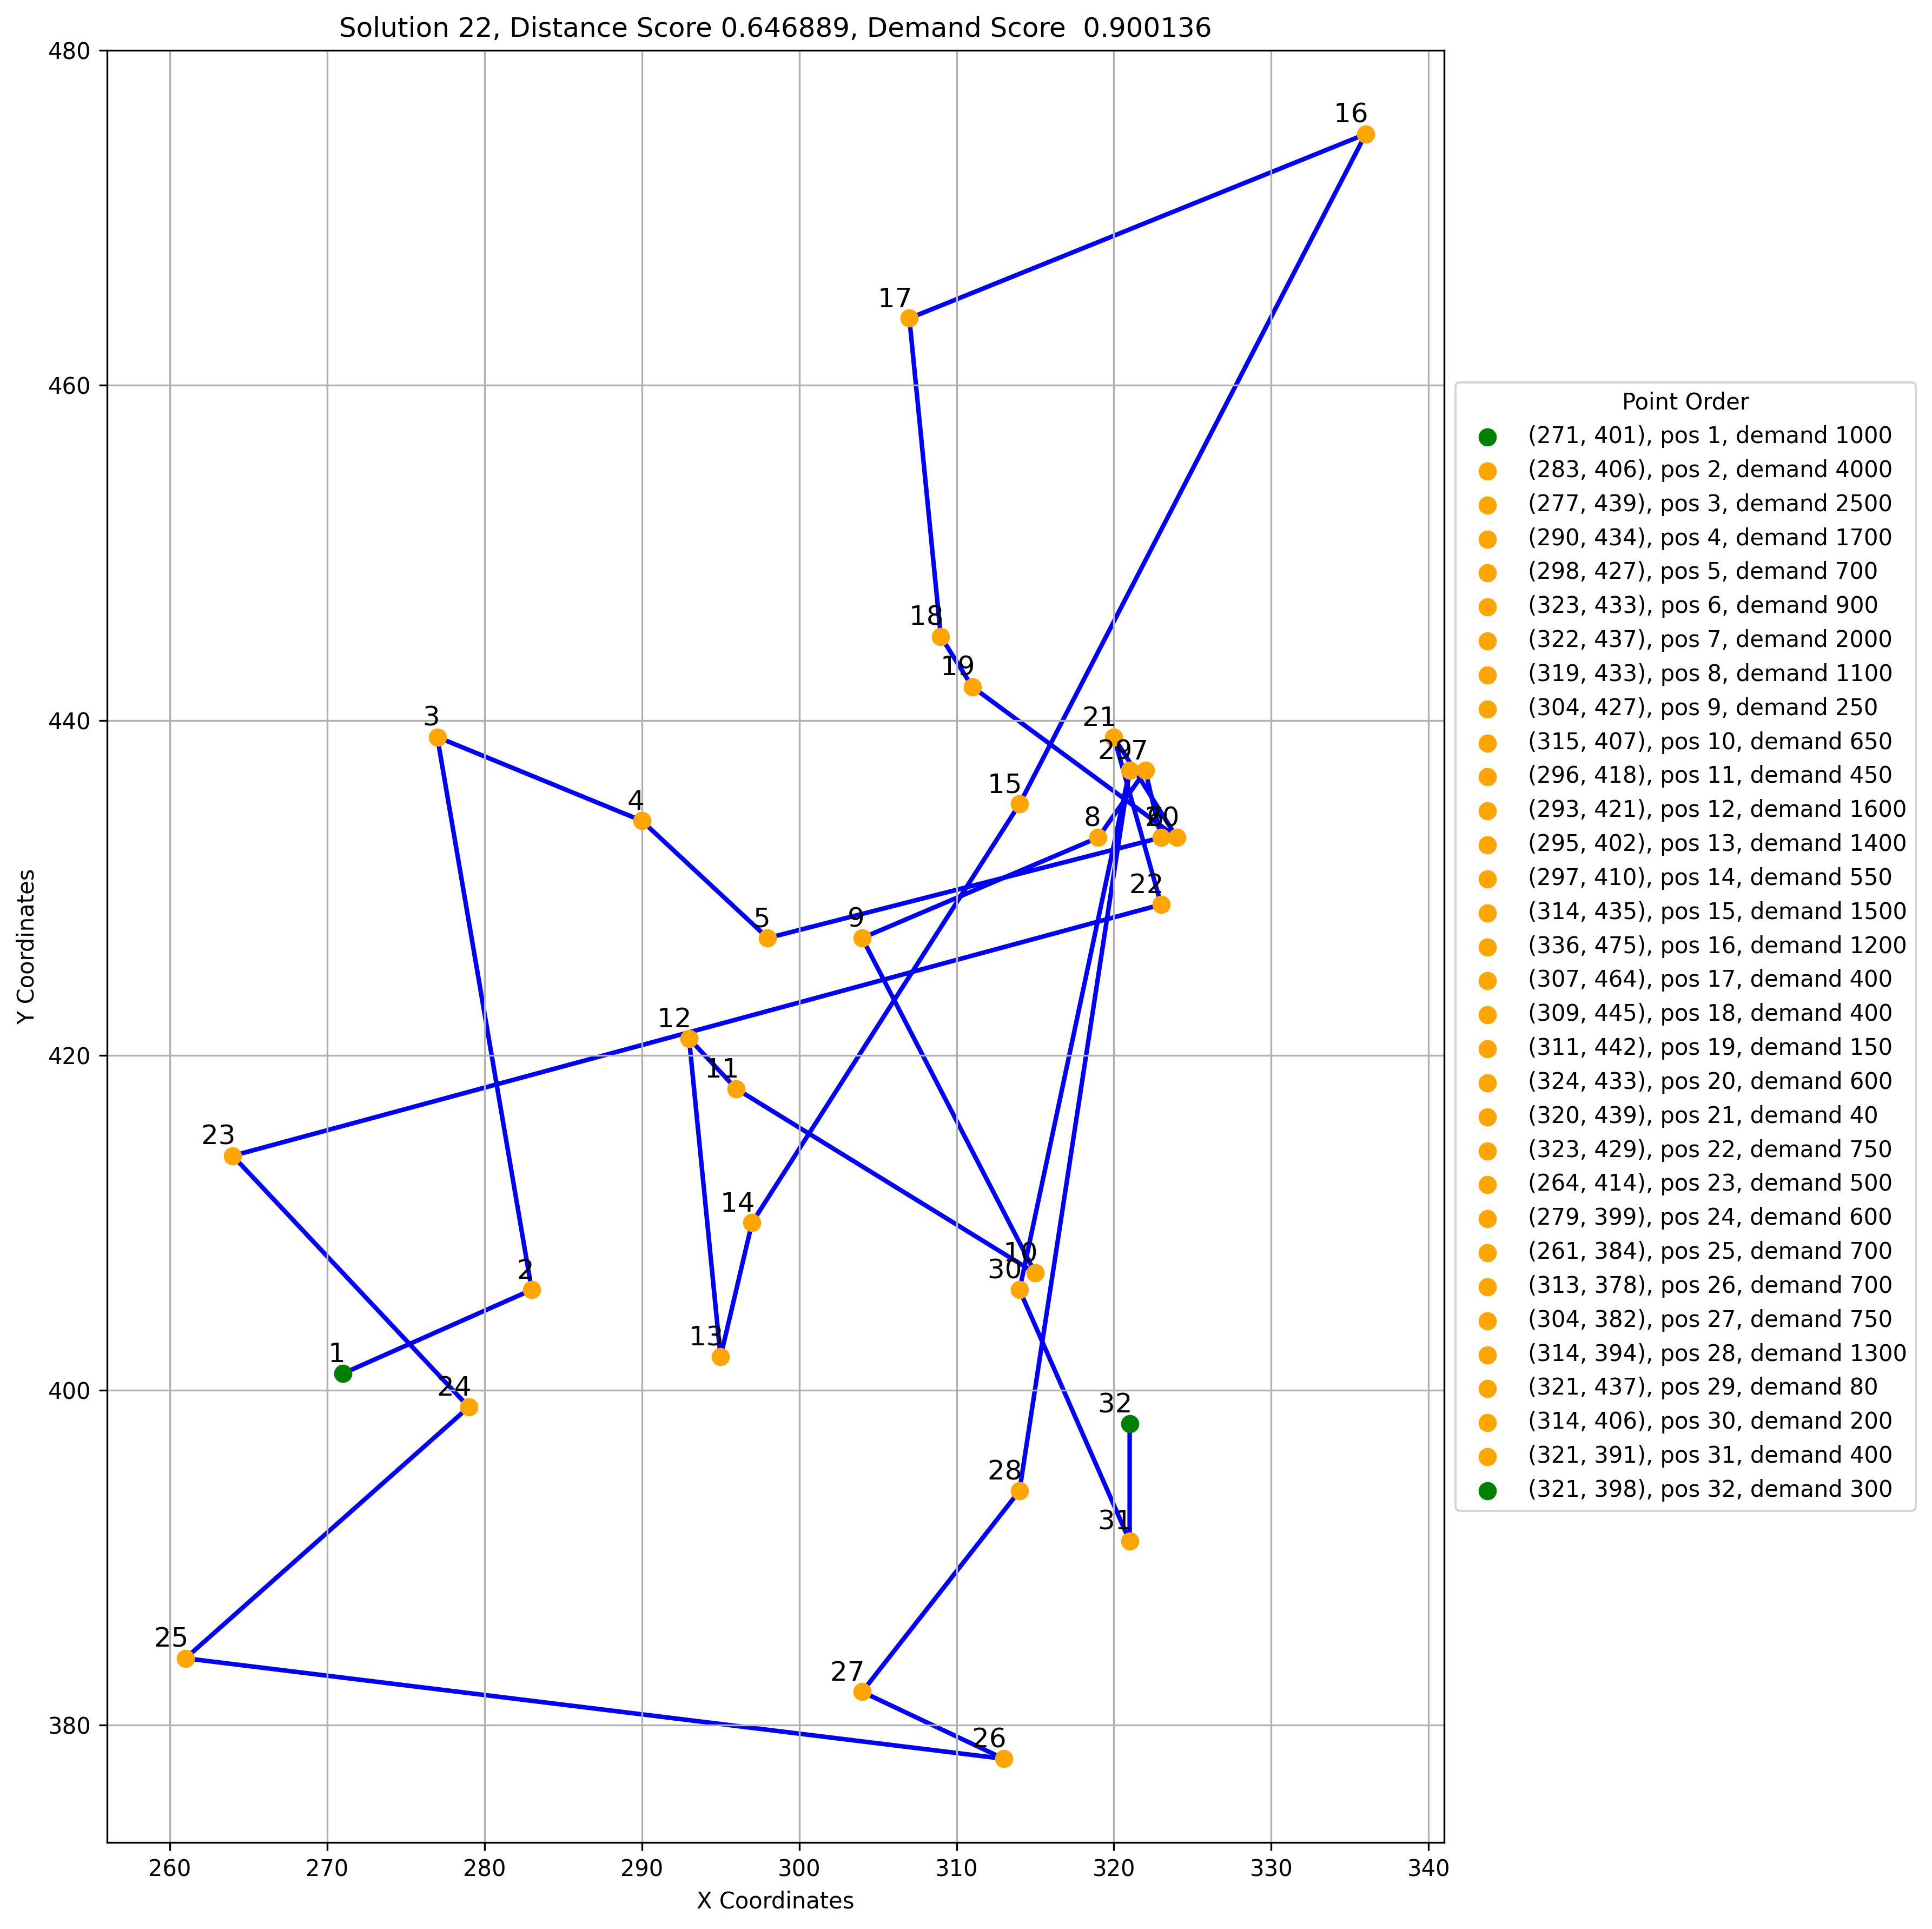 Solution 22, Distance Score 0.646889, Demand Score  0.900136
480
460
440
420
400
380
Y Coordinates
260
270
280
290
300
310
320
330
340
X Coordinates
16
17
18
19
3
21
29
7
15
4
8
6
20
22
5
9
12
11
23
14
10
30
2
13
1
24
32
28
31
25
27
26
Point Order
(271, 401), pos 1, demand 1000
(283, 406), pos 2, demand 4000
(277, 439), pos 3, demand 2500
(290, 434), pos 4, demand 1700
(298, 427), pos 5, demand 700
(323, 433), pos 6, demand 900
(322, 437), pos 7, demand 2000
(319, 433), pos 8, demand 1100
(304, 427), pos 9, demand 250
(315, 407), pos 10, demand 650
(296, 418), pos 11, demand 450
(293, 421), pos 12, demand 1600
(295, 402), pos 13, demand 1400
(297, 410), pos 14, demand 550
(314, 435), pos 15, demand 1500
(336, 475), pos 16, demand 1200
(307, 464), pos 17, demand 400
(309, 445), pos 18, demand 400
(311, 442), pos 19, demand 150
(324, 433), pos 20, demand 600
(320, 439), pos 21, demand 40
(323, 429), pos 22, demand 750
(264, 414), pos 23, demand 500
(279, 399), pos 24, demand 600
(261, 384), pos 25, demand 700
(313, 378), pos 26, demand 700
(304, 382), pos 27, demand 750
(314, 394), pos 28, demand 1300
(321, 437), pos 29, demand 80
(314, 406), pos 30, demand 200
(321, 391), pos 31, demand 400
(321, 398), pos 32, demand 300